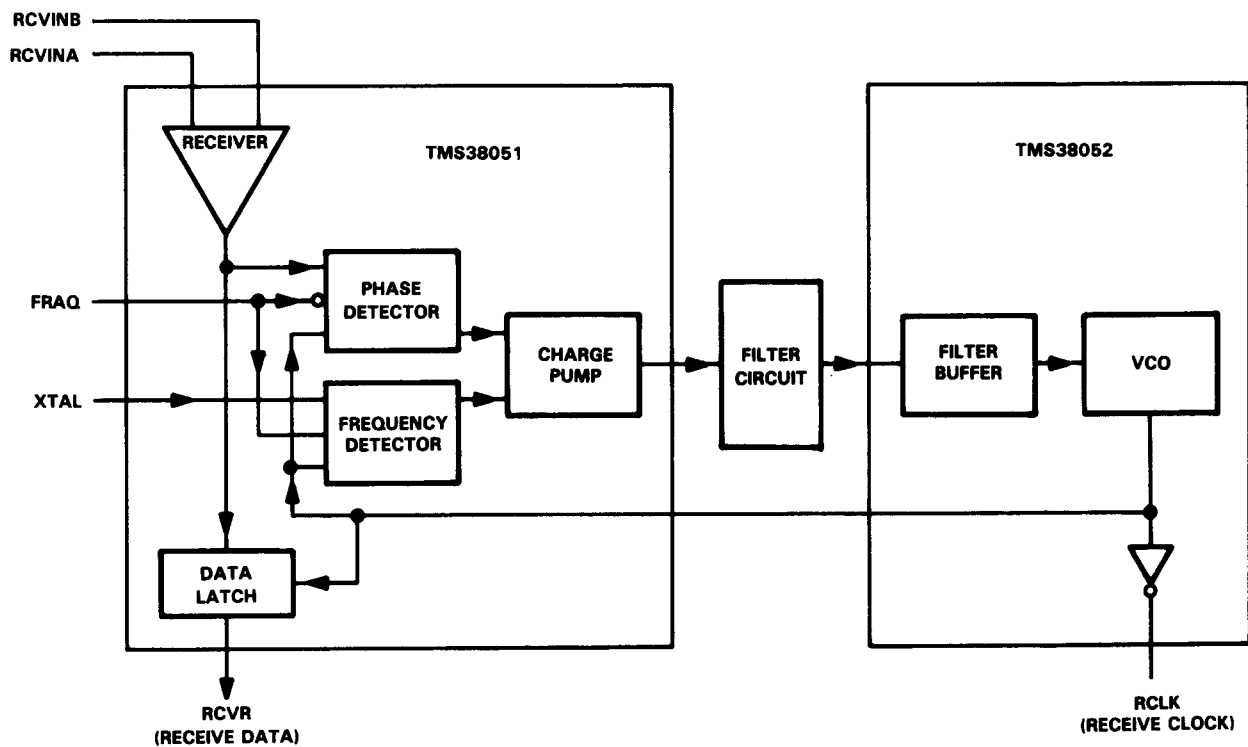 RCVINB
RCVINA
RECEIVER
TMS38051
TMS38052
FRAQ
PHASE
DETECTOR
XTAL
FREQUENCY
DETECTOR
CHARGE
PUMP
FILTER
CIRCUIT
FILTER
BUFFER
VCO
DATA
LATCH
RCVR
(RECEIVE DATA)
RCLK
(RECEIVE CLOCK)